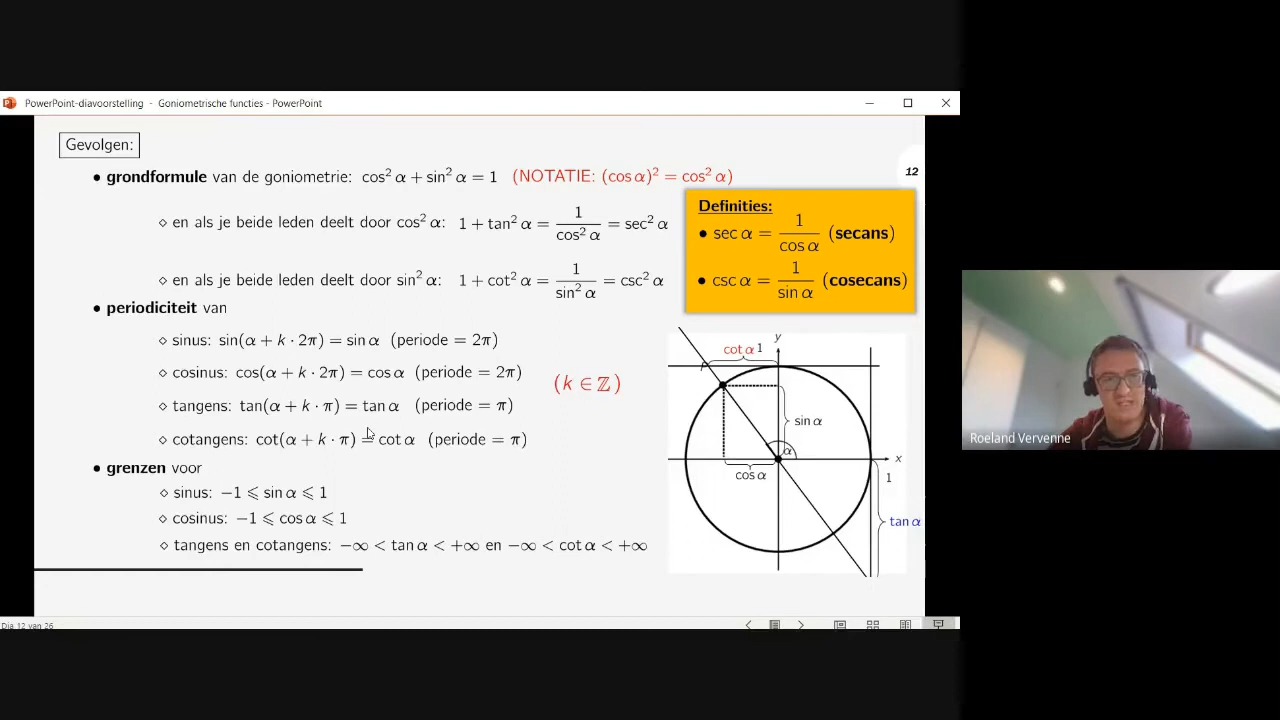 PowerPoint-diavoorstelling - Goniometrische functies - PowerPoint
Gevolgen:
12
• grondformule van de goniometrie: cos² α + sin² α = 1 (NOTATIE: (cos α)² = cos² α)
⋄ en als je beide leden deelt door cos² α: 1 + tan² α = 1/cos² α = sec² α
⋄ en als je beide leden deelt door sin² α: 1 + cot² α = 1/sin² α = csc² α
Definities:
• sec α = 1/cos α (secans)
• csc α = 1/sin α (cosecans)
• periodiciteit van
⋄ sinus: sin(α + k · 2π) = sin α (periode = 2π)
⋄ cosinus: cos(α + k · 2π) = cos α (periode = 2π)
⋄ tangens: tan(α + k · π) = tan α (periode = π)
⋄ cotangens: cot(α + k · π) = cot α (periode = π)
(k ∈ ℤ)
• grenzen voor
⋄ sinus: −1 ⩽ sin α ⩽ 1
⋄ cosinus: −1 ⩽ cos α ⩽ 1
⋄ tangens en cotangens: −∞ < tan α < +∞ en −∞ < cot α < +∞
y
cot α 1
sin α
α
x
cos α
1
tan α
Dia 12 van 26
Roeland Vervenne